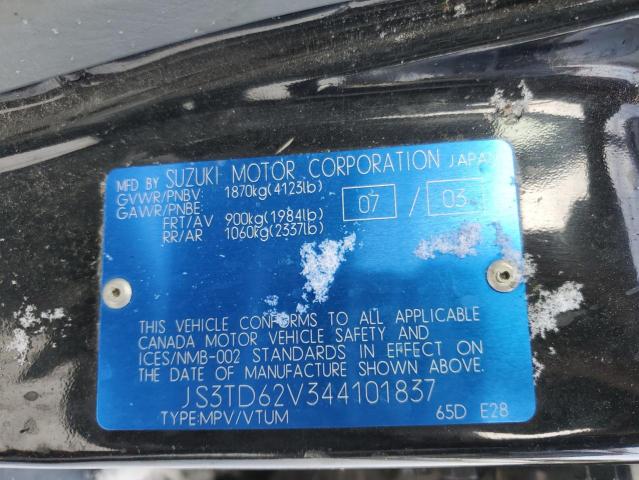 MFD BY SUZUKI MOTOR CORPORATION JAPAN
GVWR/PNBV: 1870kg(4123lb)
GAWR/PNBE: 07 / 03
FRT/AV 900kg(1984lb)
RR/AR 1060kg(2337lb)
THIS VEHICLE CONFORMS TO ALL APPLICABLE
CANADA MOTOR VEHICLE SAFETY AND
ICES/NMB-002 STANDARDS IN EFFECT ON
THE DATE OF MANUFACTURE SHOWN ABOVE.
JS3TD62V344101837
TYPE:MPV/VTUM 65D E28